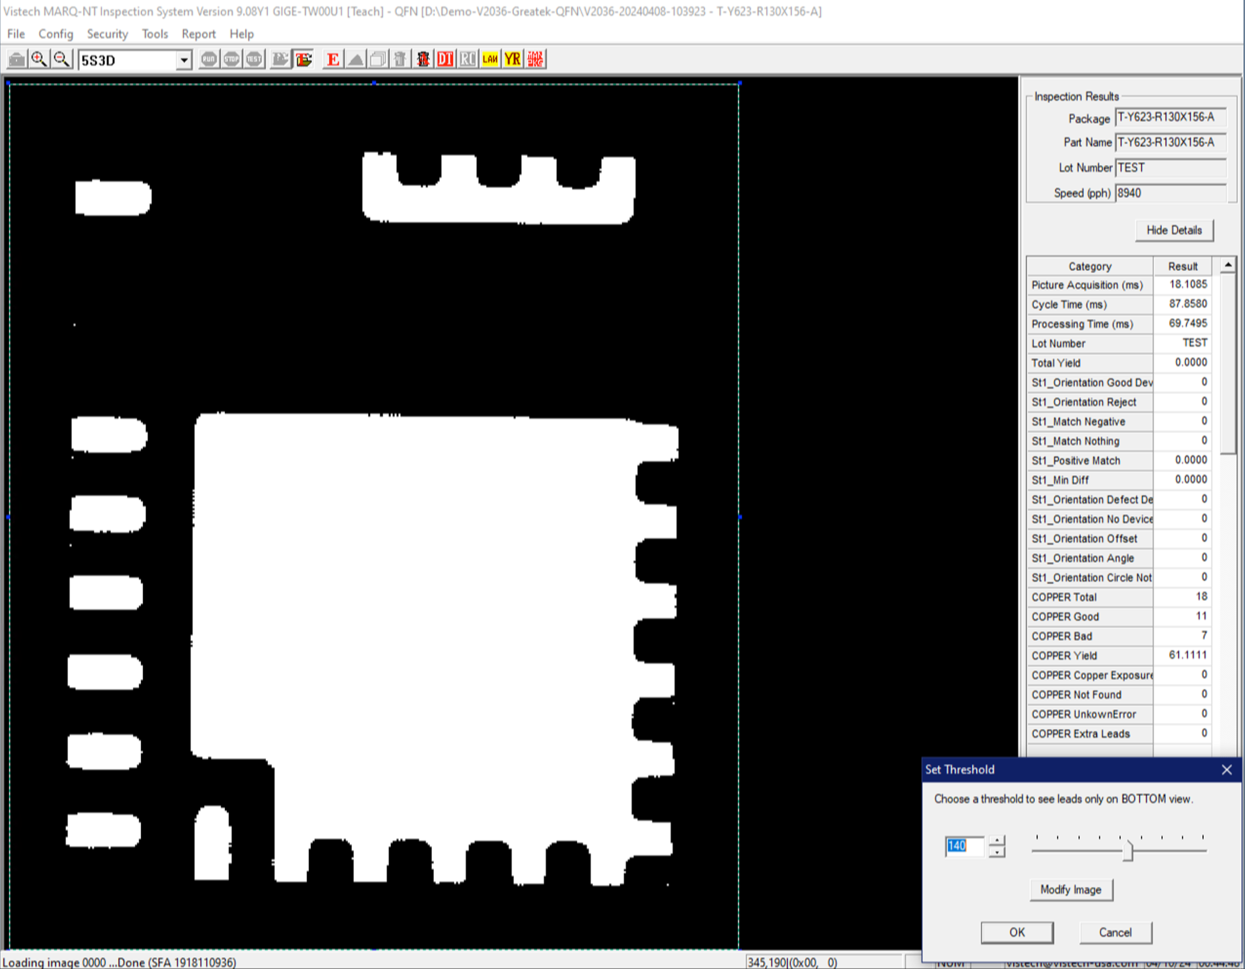 Vistech MARQ-NT Inspection System Version 9.08Y1 GIGE-TW00U1 [Teach] - QFN [D:\Demo-V2036-Greatek-QFN\V2036-20240408-103923 - T-Y623-R130X156-A]
File Config Security Tools Report Help
5S3D
RUN STOP TEST E DI RC LAN YR
Inspection Results
Package T-Y623-R130X156-A
Part Name T-Y623-R130X156-A
Lot Number TEST
Speed (pph) 8940
Hide Details
Category Result
Picture Acquisition (ms) 18.1085
Cycle Time (ms) 87.8580
Processing Time (ms) 69.7495
Lot Number TEST
Total Yield 0.0000
St1_Orientation Good Dev 0
St1_Orientation Reject 0
St1_Match Negative 0
St1_Match Nothing 0
St1_Positive Match 0.0000
St1_Min Diff 0.0000
St1_Orientation Defect De 0
St1_Orientation No Device 0
St1_Orientation Offset 0
St1_Orientation Angle 0
St1_Orientation Circle Not 0
COPPER Total 18
COPPER Good 11
COPPER Bad 7
COPPER Yield 61.1111
COPPER Copper Exposure 0
COPPER Not Found 0
COPPER UnkownError 0
COPPER Extra Leads 0
Set Threshold
Choose a threshold to see leads only on BOTTOM view.
140
Modify Image
OK Cancel
Loading image 0000 ...Done (SFA 1918110936)
345,190|(0x00, 0)